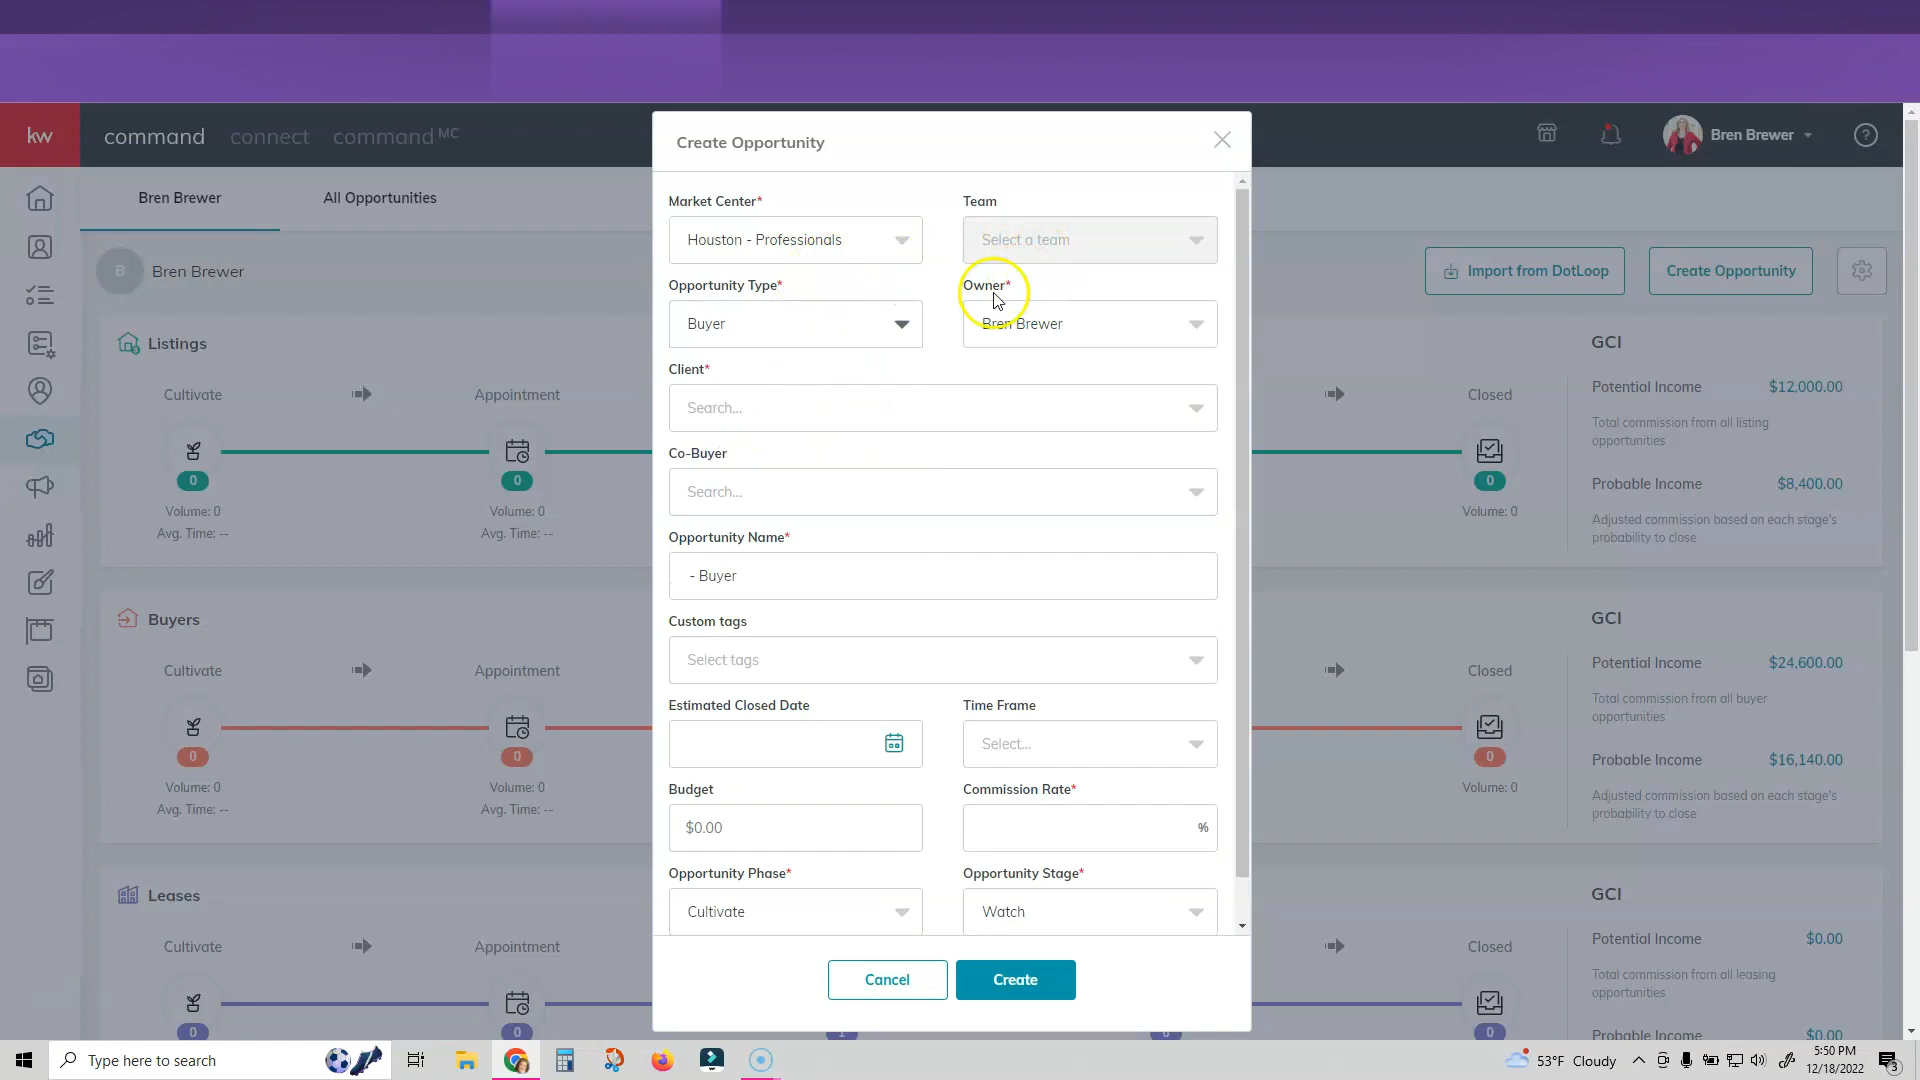 kw
command
connect
command MC
Bren Brewer
Bren Brewer
All Opportunities
B
Bren Brewer
Import from DotLoop
Create Opportunity
Listings
Cultivate
Appointment
Closed
0
0
0
Volume: 0
Volume: 0
Volume: 0
Avg. Time: --
Avg. Time: --
GCI
Potential Income
$12,000.00
Total commission from all listing
opportunities
Probable Income
$8,400.00
Adjusted commission based on each stage's
probability to close
Buyers
Cultivate
Appointment
Closed
0
0
0
Volume: 0
Volume: 0
Volume: 0
Avg. Time: --
Avg. Time: --
GCI
Potential Income
$24,600.00
Total commission from all buyer
opportunities
Probable Income
$16,140.00
Adjusted commission based on each stage's
probability to close
Leases
Cultivate
Appointment
Closed
0
0
0
GCI
Potential Income
$0.00
Total commission from all leasing
opportunities
Probable Income
$0.00
Create Opportunity
Market Center*
Team
Houston - Professionals
Select a team
Opportunity Type*
Owner*
Buyer
Bren Brewer
Client*
Search...
Co-Buyer
Search...
Opportunity Name*
- Buyer
Custom tags
Select tags
Estimated Closed Date
Time Frame
Select...
Budget
Commission Rate*
$0.00
%
Opportunity Phase*
Opportunity Stage*
Cultivate
Watch
Cancel
Create
Type here to search
53°F Cloudy
5:50 PM
12/18/2022
3